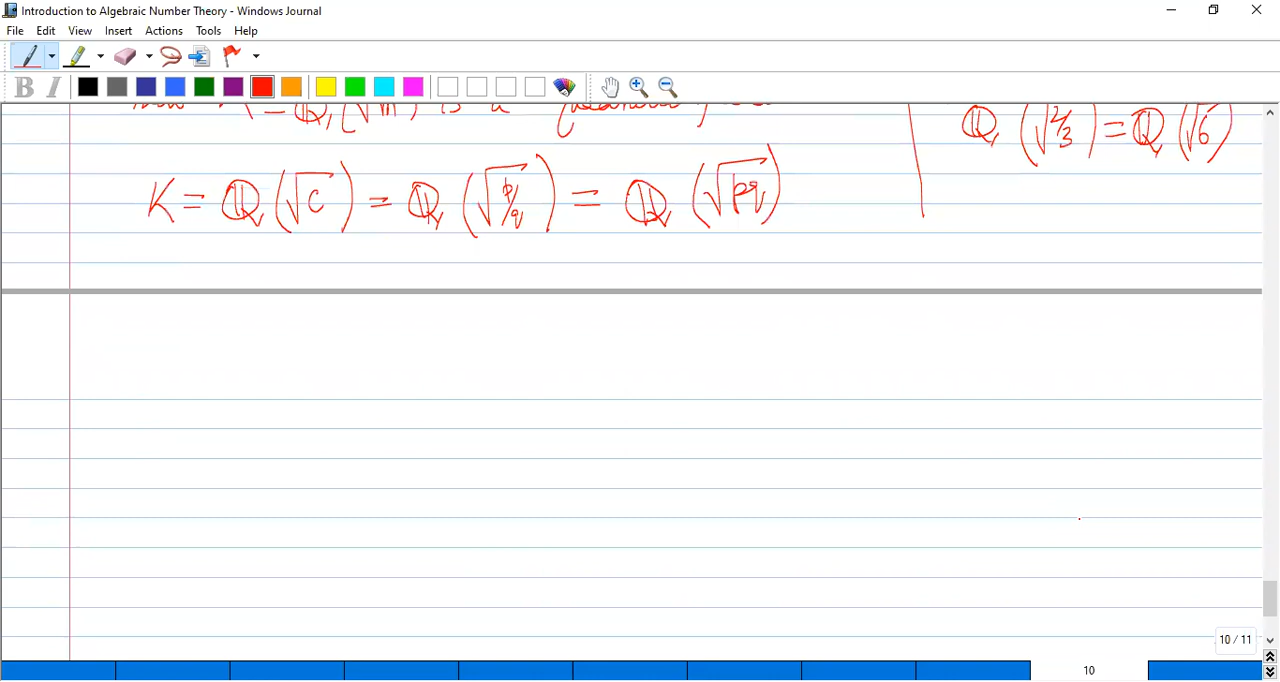 Introduction to Algebraic Number Theory - Windows Journal
File Edit View Insert Actions Tools Help
B I
K = ℚ(√m) is a
K = ℚ(√c) = ℚ(√p/q) = ℚ(√pq)
ℚ(√2/3) = ℚ(√6)
10 / 11
10